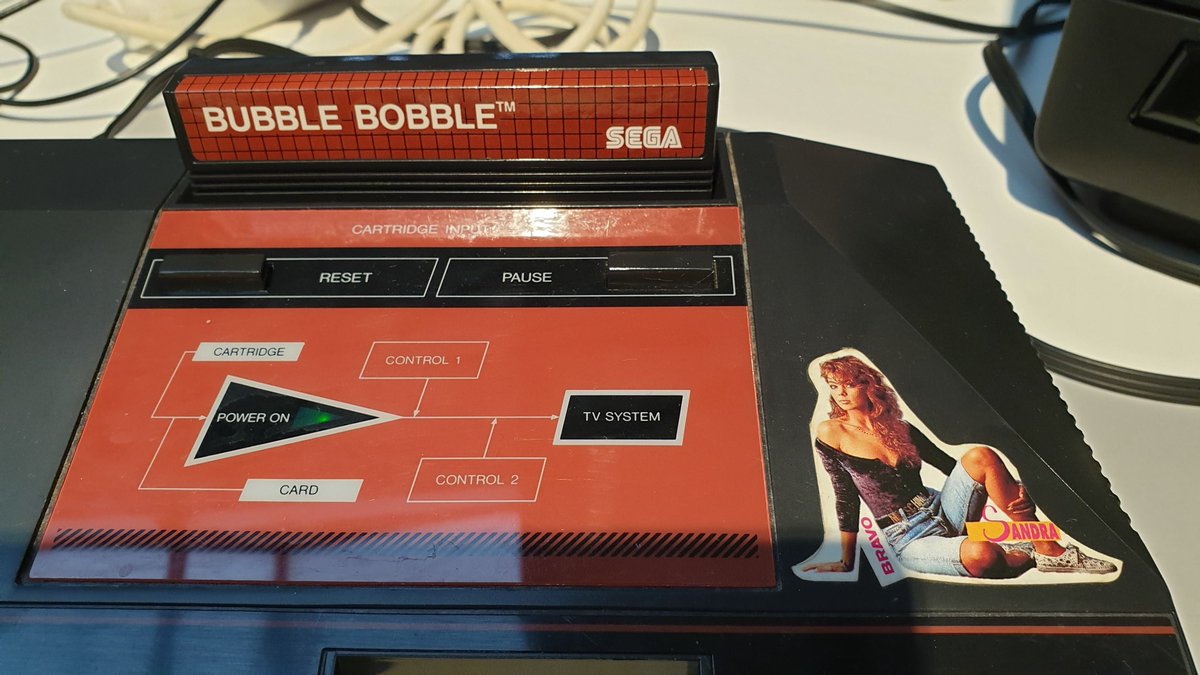 BUBBLE BOBBLE™
SEGA
CARTRIDGE INPUT
RESET
PAUSE
CARTRIDGE
CONTROL 1
POWER ON
TV SYSTEM
CARD
CONTROL 2
BRAVO
SANDRA